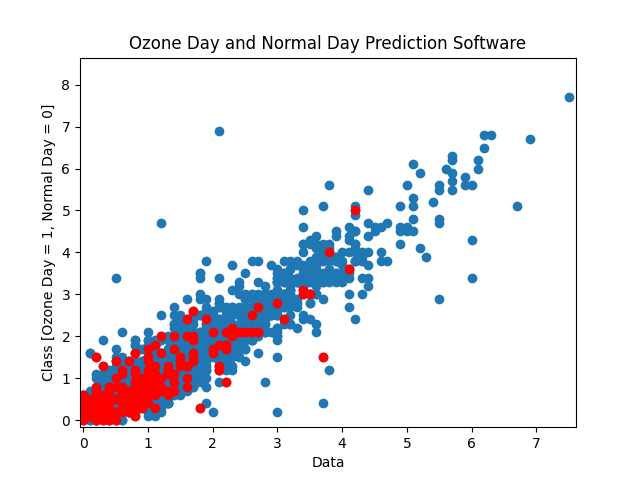 Ozone Day and Normal Day Prediction Software
Class [Ozone Day = 1, Normal Day = 0]
8
7
6
5
4
3
2
1
0
0 1 2 3 4 5 6 7
Data